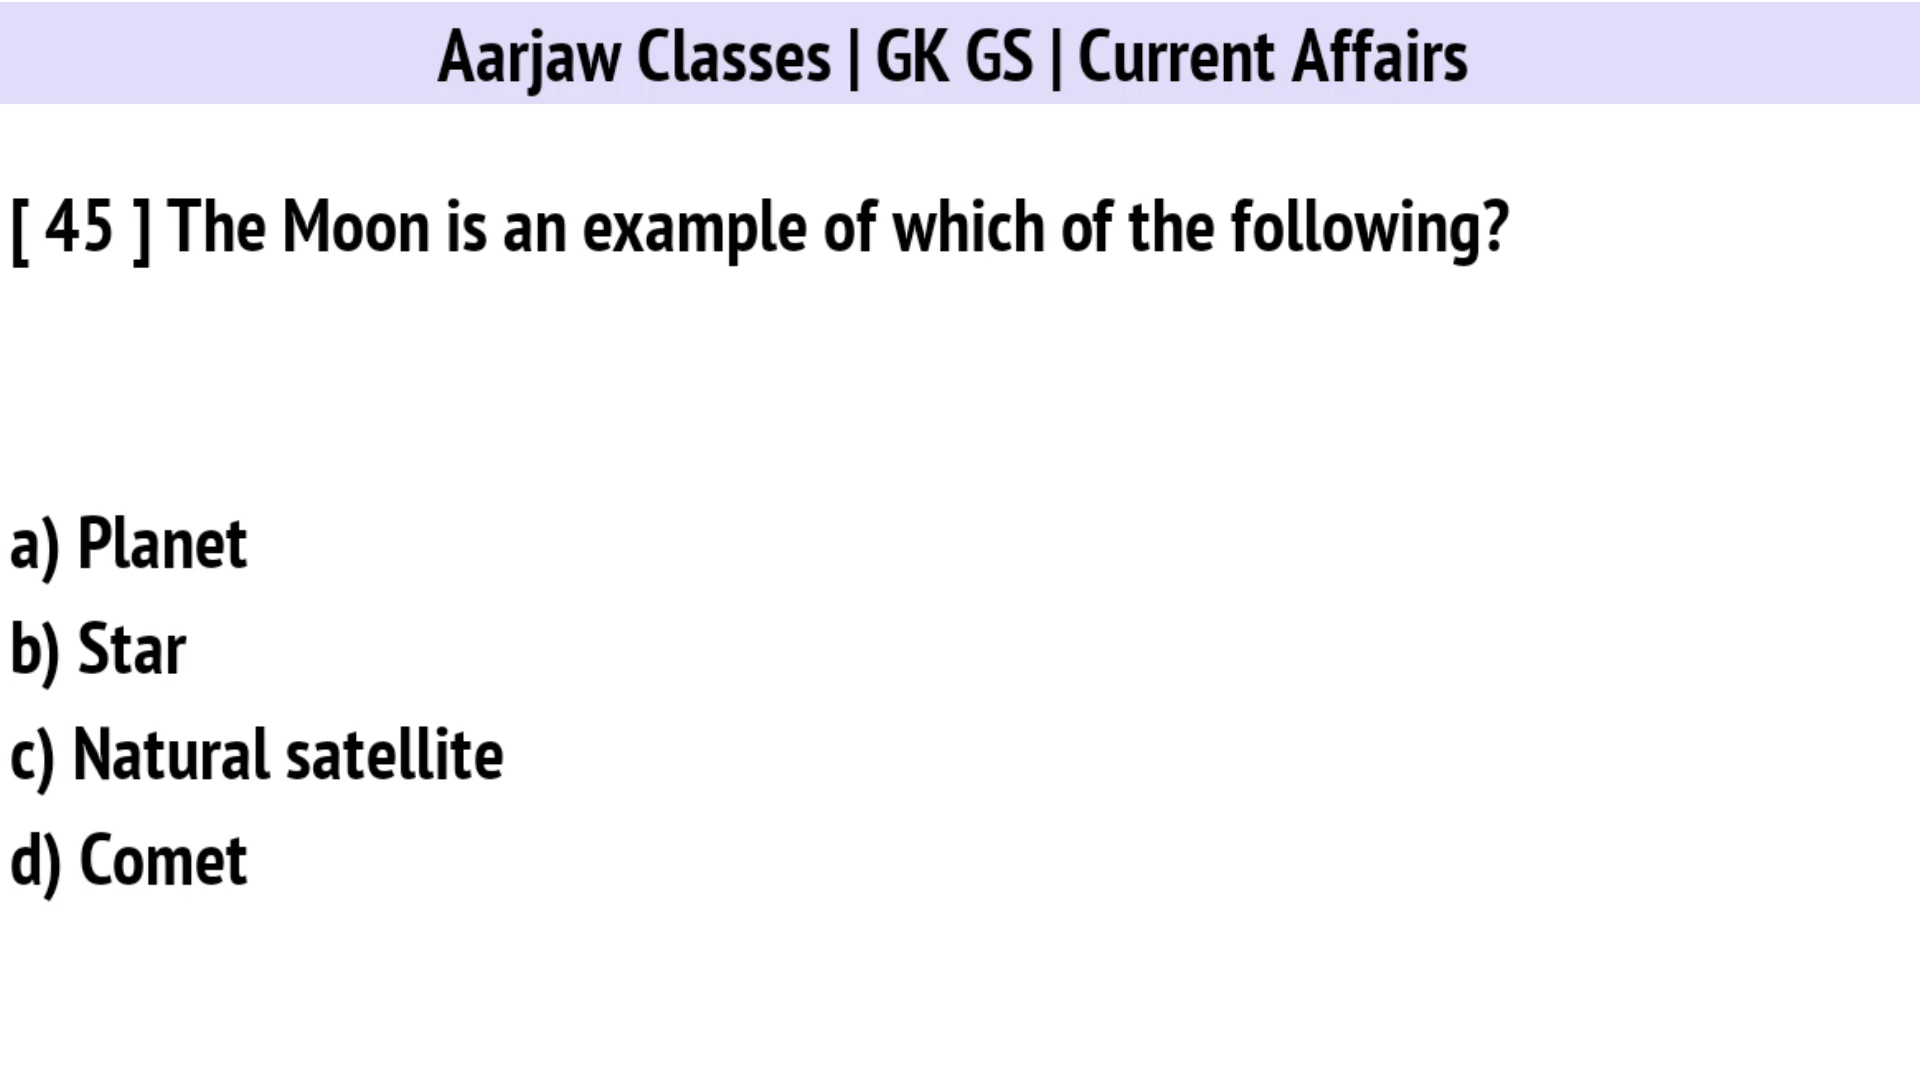 Aarjaw Classes | GK GS | Current Affairs
[ 45 ] The Moon is an example of which of the following?
a) Planet
b) Star
c) Natural satellite
d) Comet